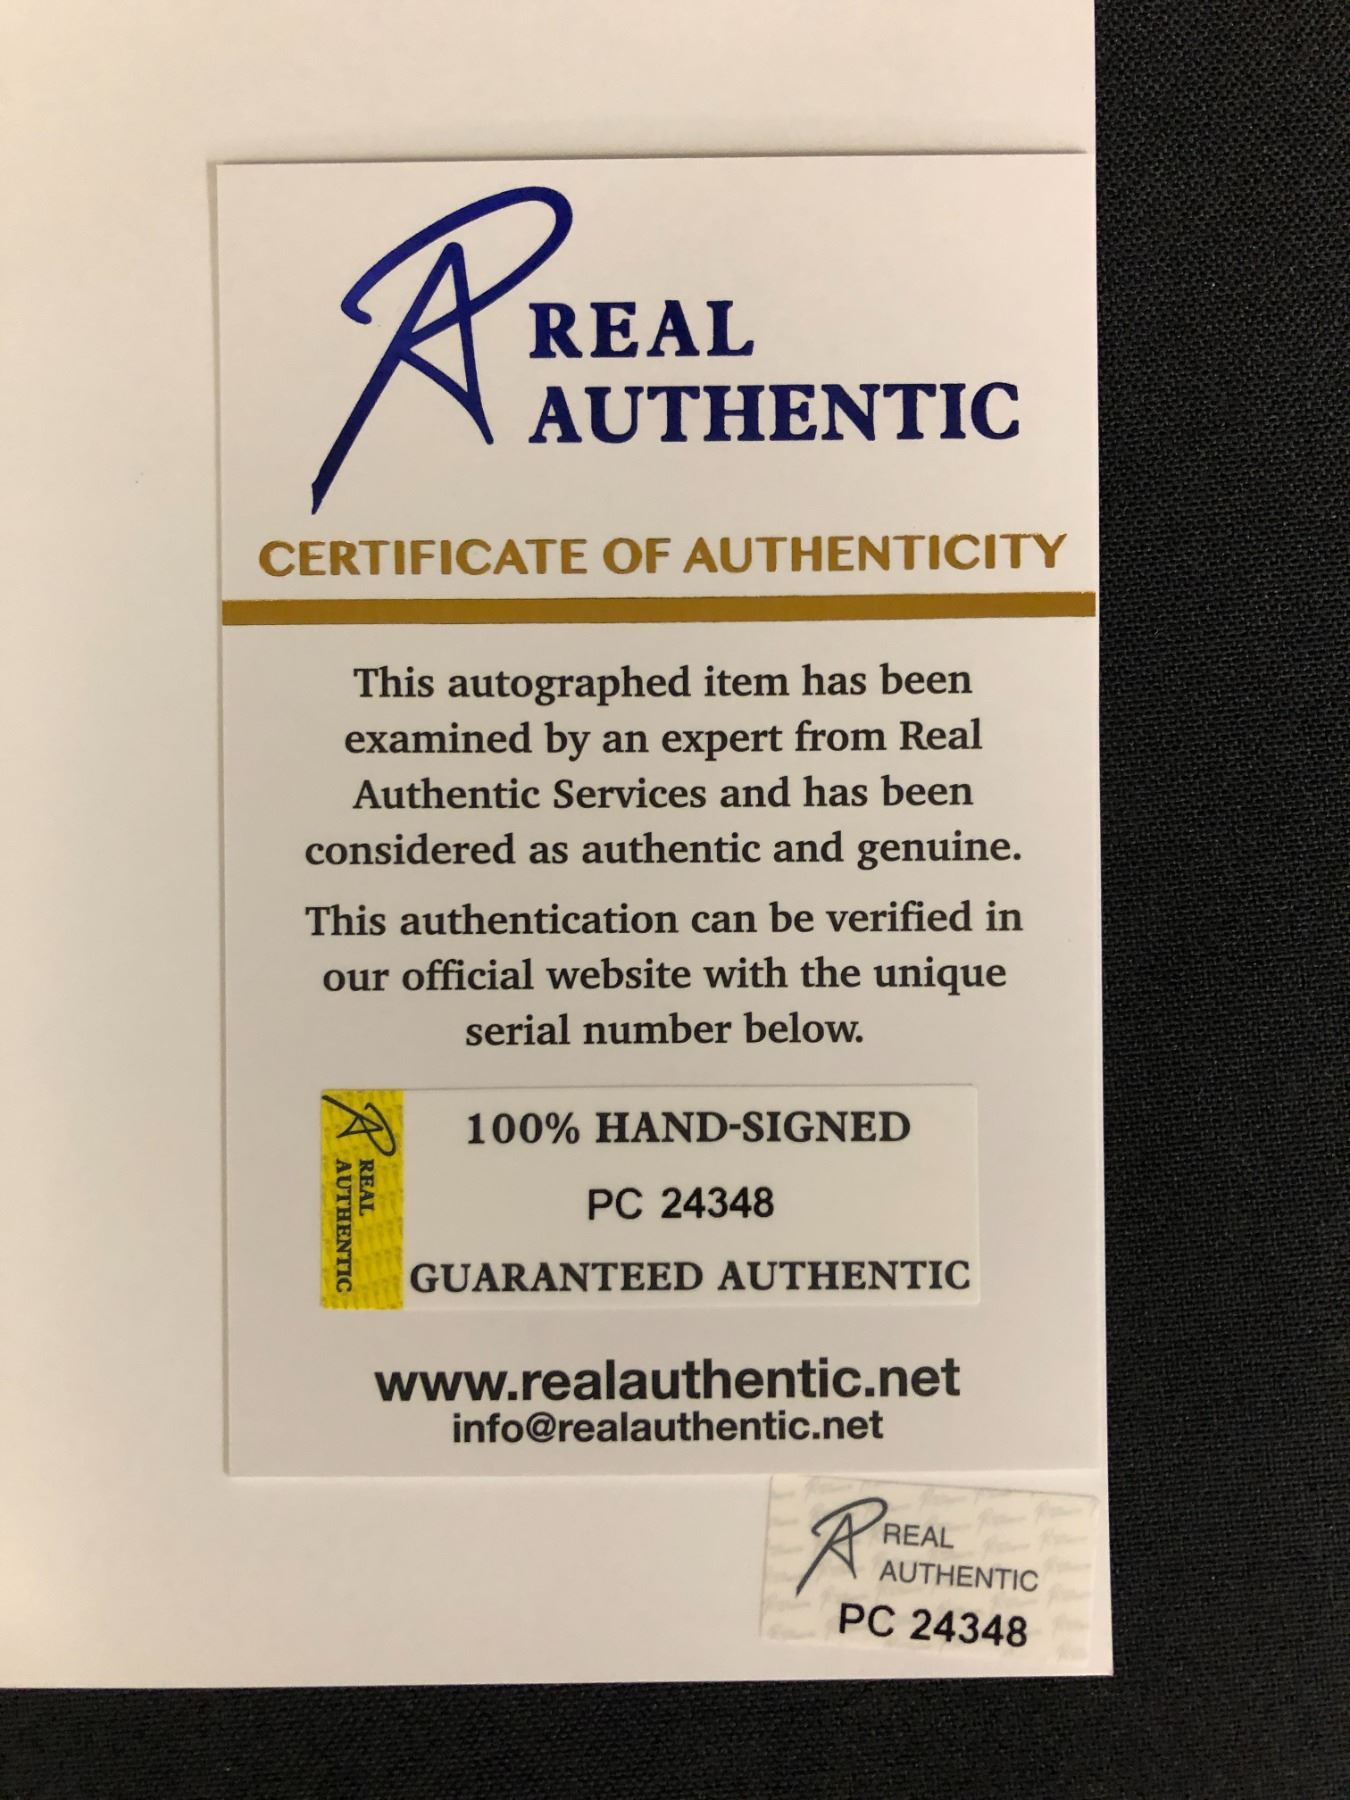 REAL
AUTHENTIC
CERTIFICATE OF AUTHENTICITY
This autographed item has been
examined by an expert from Real
Authentic Services and has been
considered as authentic and genuine.
This authentication can be verified in
our official website with the unique
serial number below.
REAL
AUTHENTIC
100% HAND-SIGNED
PC 24348
GUARANTEED AUTHENTIC
www.realauthentic.net
info@realauthentic.net
REAL
AUTHENTIC
PC 24348